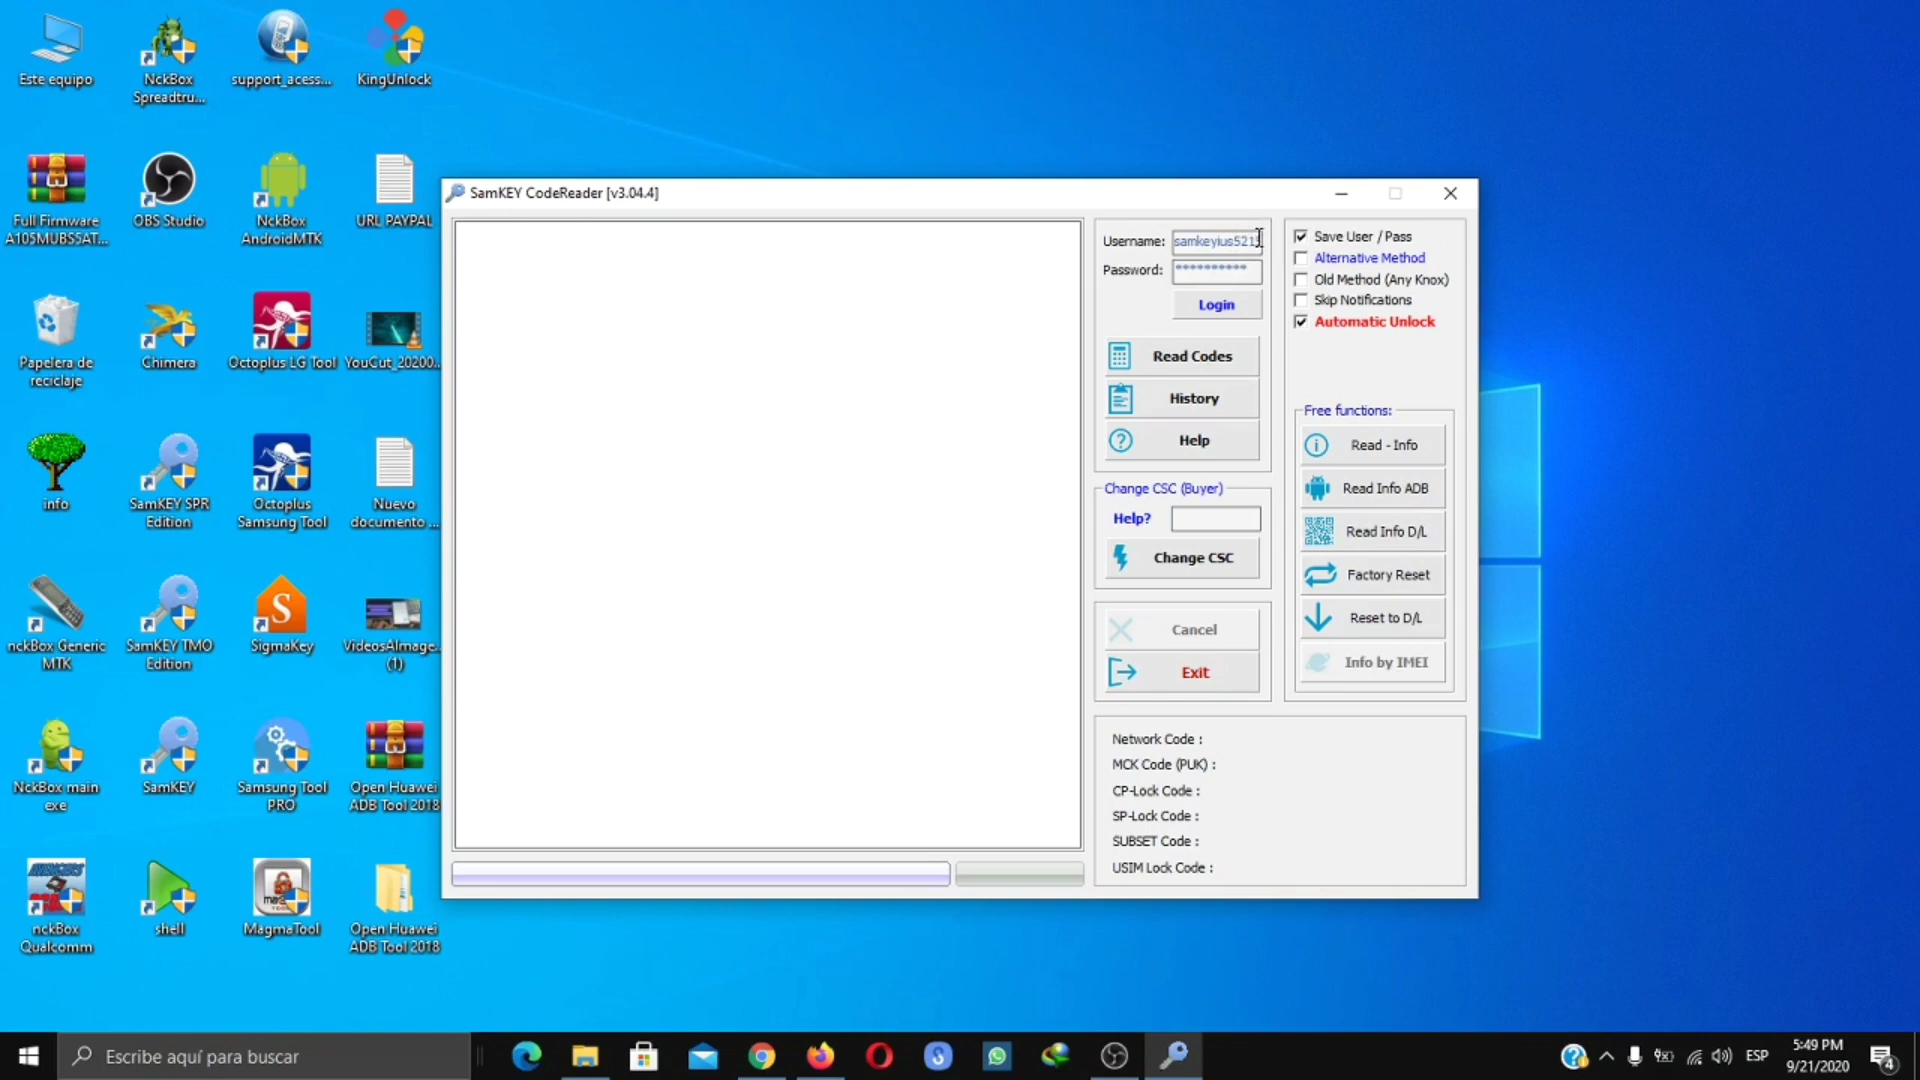 Este equipo
NckBox
Spreadtru...
support_acess...
KingUnlock
Full Firmware
A105MUBS5AT...
OBS Studio
NckBox
AndroidMTK
URL PAYPAL
Papelera de
reciclaje
Chimera
Octoplus LG Tool
YouCut_20200...
info
SamKEY SPR
Edition
Octoplus
Samsung Tool
Nuevo
documento ...
nckBox Generic
MTK
SamKEY TMO
Edition
SigmaKey
VideosAImage...
(1)
NckBox main
exe
SamKEY
Samsung Tool
PRO
Open Huawei
ADB Tool 2018
nckBox
Qualcomm
shell
MagmaTool
Open Huawei
ADB Tool 2018
SamKEY CodeReader [v3.04.4]
Username: samkeyius5215
Password: **********
Login
Read Codes
History
Help
Change CSC (Buyer)
Help?
Change CSC
Cancel
Exit
Save User / Pass
Alternative Method
Old Method (Any Knox)
Skip Notifications
Automatic Unlock
Free functions:
Read - Info
Read Info ADB
Read Info D/L
Factory Reset
Reset to D/L
Info by IMEI
Network Code :
MCK Code (PUK) :
CP-Lock Code :
SP-Lock Code :
SUBSET Code :
USIM Lock Code :
Escribe aquí para buscar
ESP
5:49 PM
9/21/2020
4